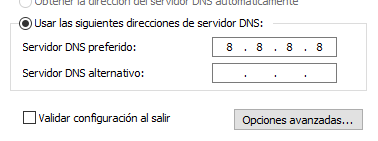 Obtener la dirección del servidor DNS automáticamente
Usar las siguientes direcciones de servidor DNS:
Servidor DNS preferido: 8 . 8 . 8 . 8
Servidor DNS alternativo: . . .
Validar configuración al salir
Opciones avanzadas...